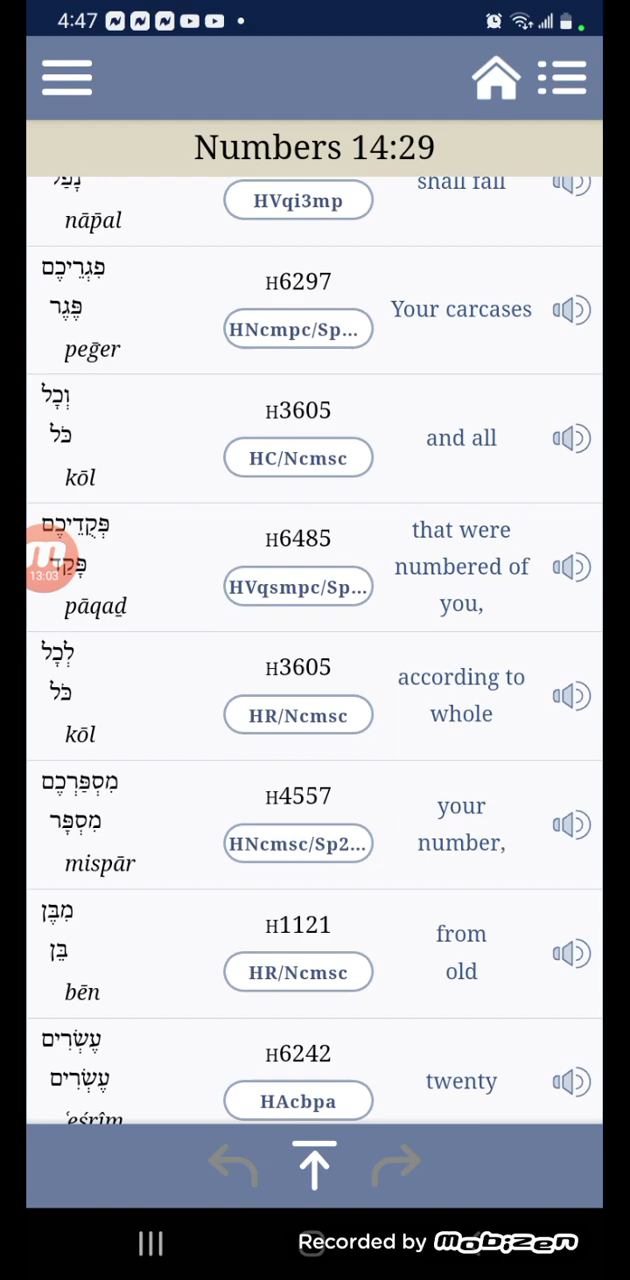 4:47
Numbers 14:29
נָפַל
nāp̄al
HVqi3mp
shall fall
פִגְרֵיכֶם
פֶּגֶר
peḡer
H6297
HNcmpc/Sp...
Your carcases
וְכָל
כֹּל
kōl
H3605
HC/Ncmsc
and all
פְּקֻדֵיכֶם
פָּקַד
pāqaḏ
H6485
HVqsmpc/Sp...
that were
numbered of
you,
לְכָל
כֹּל
kōl
H3605
HR/Ncmsc
according to
whole
מִסְפַּרְכֶם
מִסְפָּר
mispār
H4557
HNcmsc/Sp2...
your
number,
מִבֶּן
בֵּן
bēn
H1121
HR/Ncmsc
from
old
עֶשְׂרִים
עֶשְׂרִים
ʿeśrîm
H6242
HAcbpa
twenty
13:03
Recorded by mobizen